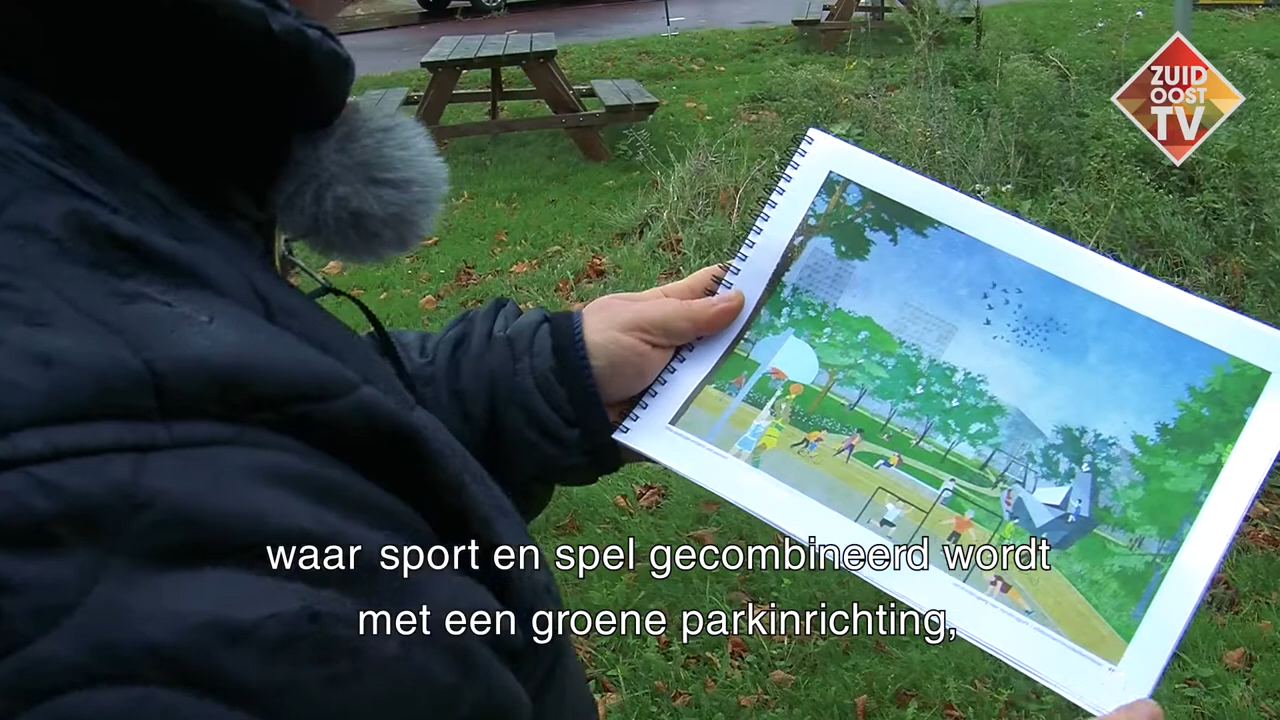 ZUID
OOST
TV
waar sport en spel gecombineerd wordt
met een groene parkinrichting,